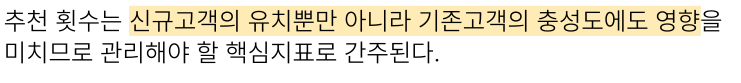 추천 횟수는 신규고객의 유치뿐만 아니라 기존고객의 충성도에도 영향을
미치므로 관리해야 할 핵심지표로 간주된다.